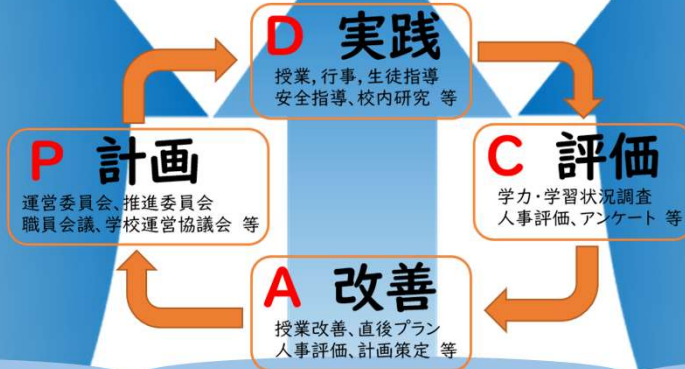 D 実践
授業,行事,生徒指導
安全指導、校内研究 等
P 計画
運営委員会、推進委員会
職員会議、学校運営協議会 等
C 評価
学力・学習状況調査
人事評価、アンケート 等
A 改善
授業改善、直後プラン
人事評価、計画策定 等